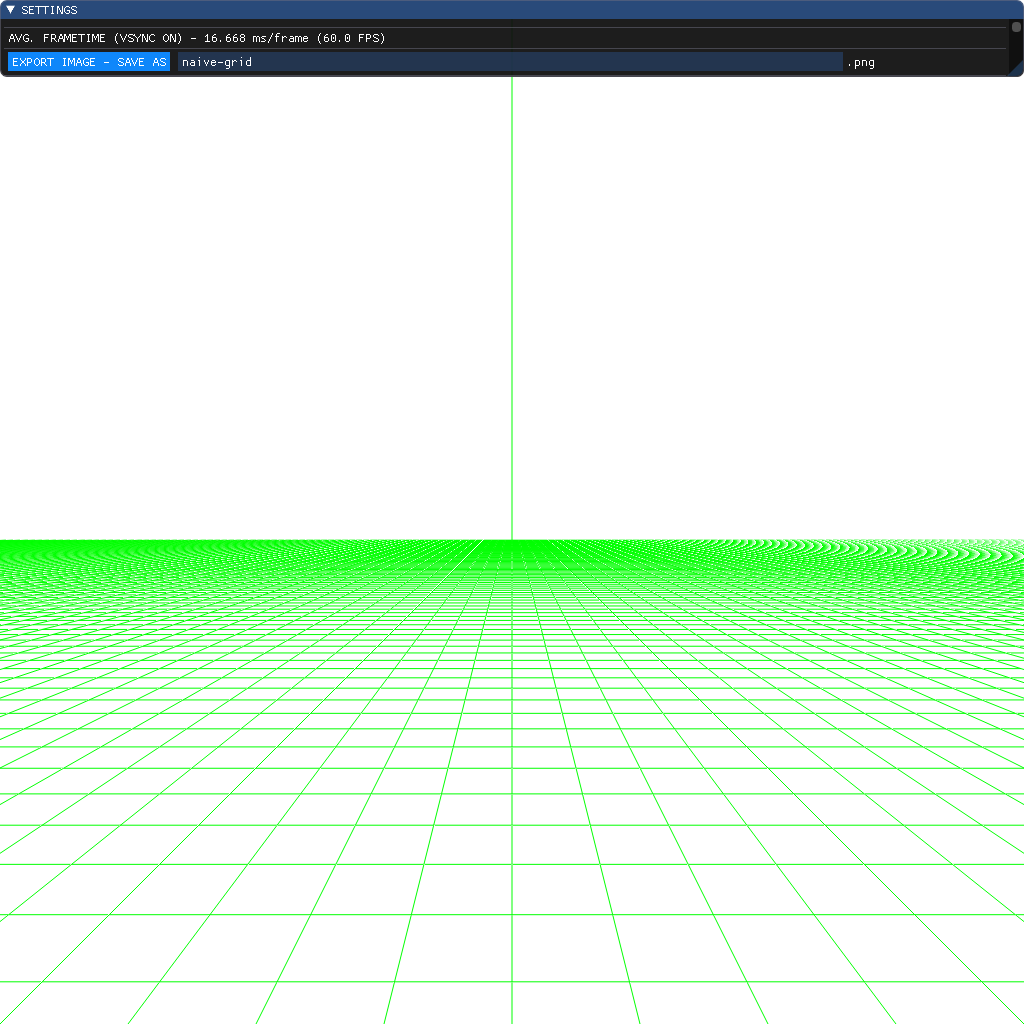 SETTINGS
AVG. FRAMETIME (VSYNC ON) - 16.668 ms/frame (60.0 FPS)
EXPORT IMAGE - SAVE AS naive-grid .png